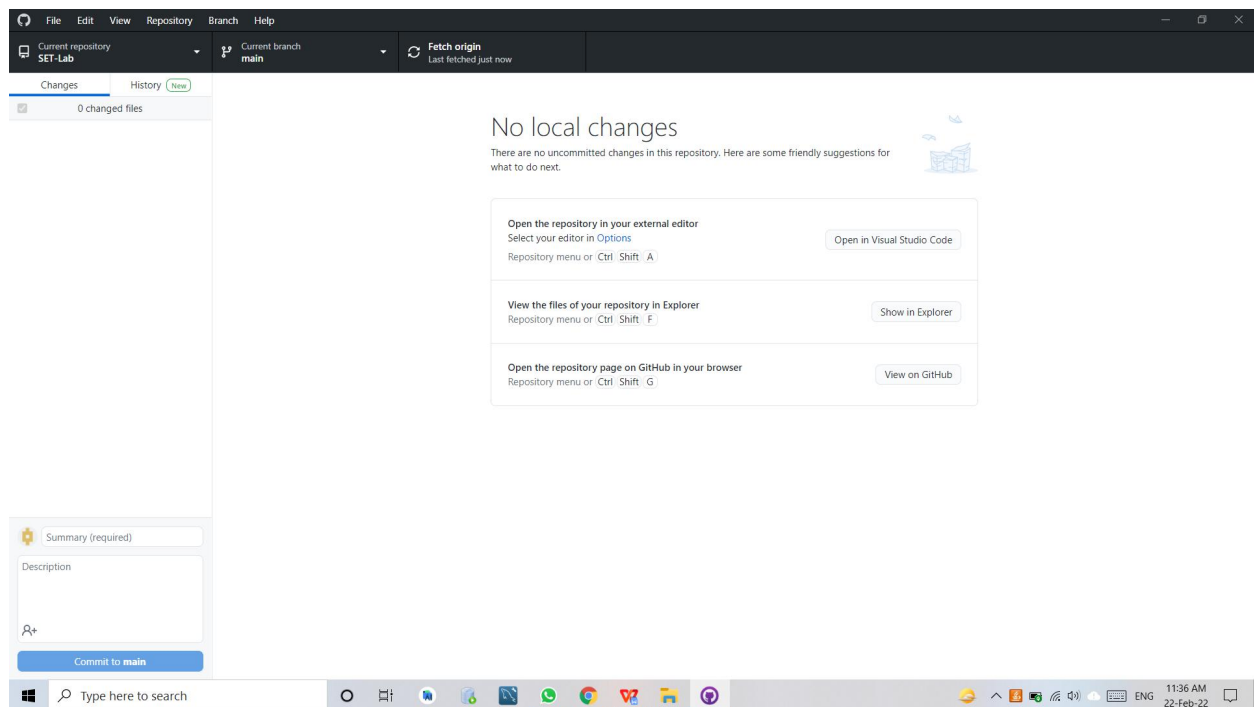 File Edit View Repository Branch Help
Current repository
SET-Lab
Current branch
main
Fetch origin
Last fetched just now
Changes
History New
0 changed files
No local changes
There are no uncommitted changes in this repository. Here are some friendly suggestions for
what to do next.
Open the repository in your external editor
Select your editor in Options
Repository menu or Ctrl Shift A
Open in Visual Studio Code
View the files of your repository in Explorer
Repository menu or Ctrl Shift F
Show in Explorer
Open the repository page on GitHub in your browser
Repository menu or Ctrl Shift G
View on GitHub
Summary (required)
Description
Commit to main
Type here to search
ENG
11:36 AM
22-Feb-22